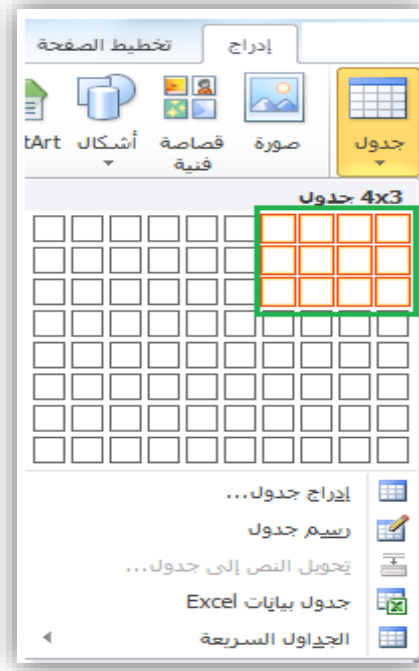 إدراج تخطيط الصفحة
جدول صورة قصاصة فنية أشكال tArt
4x3 جدول
إدراج جدول...
رسم جدول
تحويل النص إلى جدول...
جدول بيانات Excel
الجداول السريعة